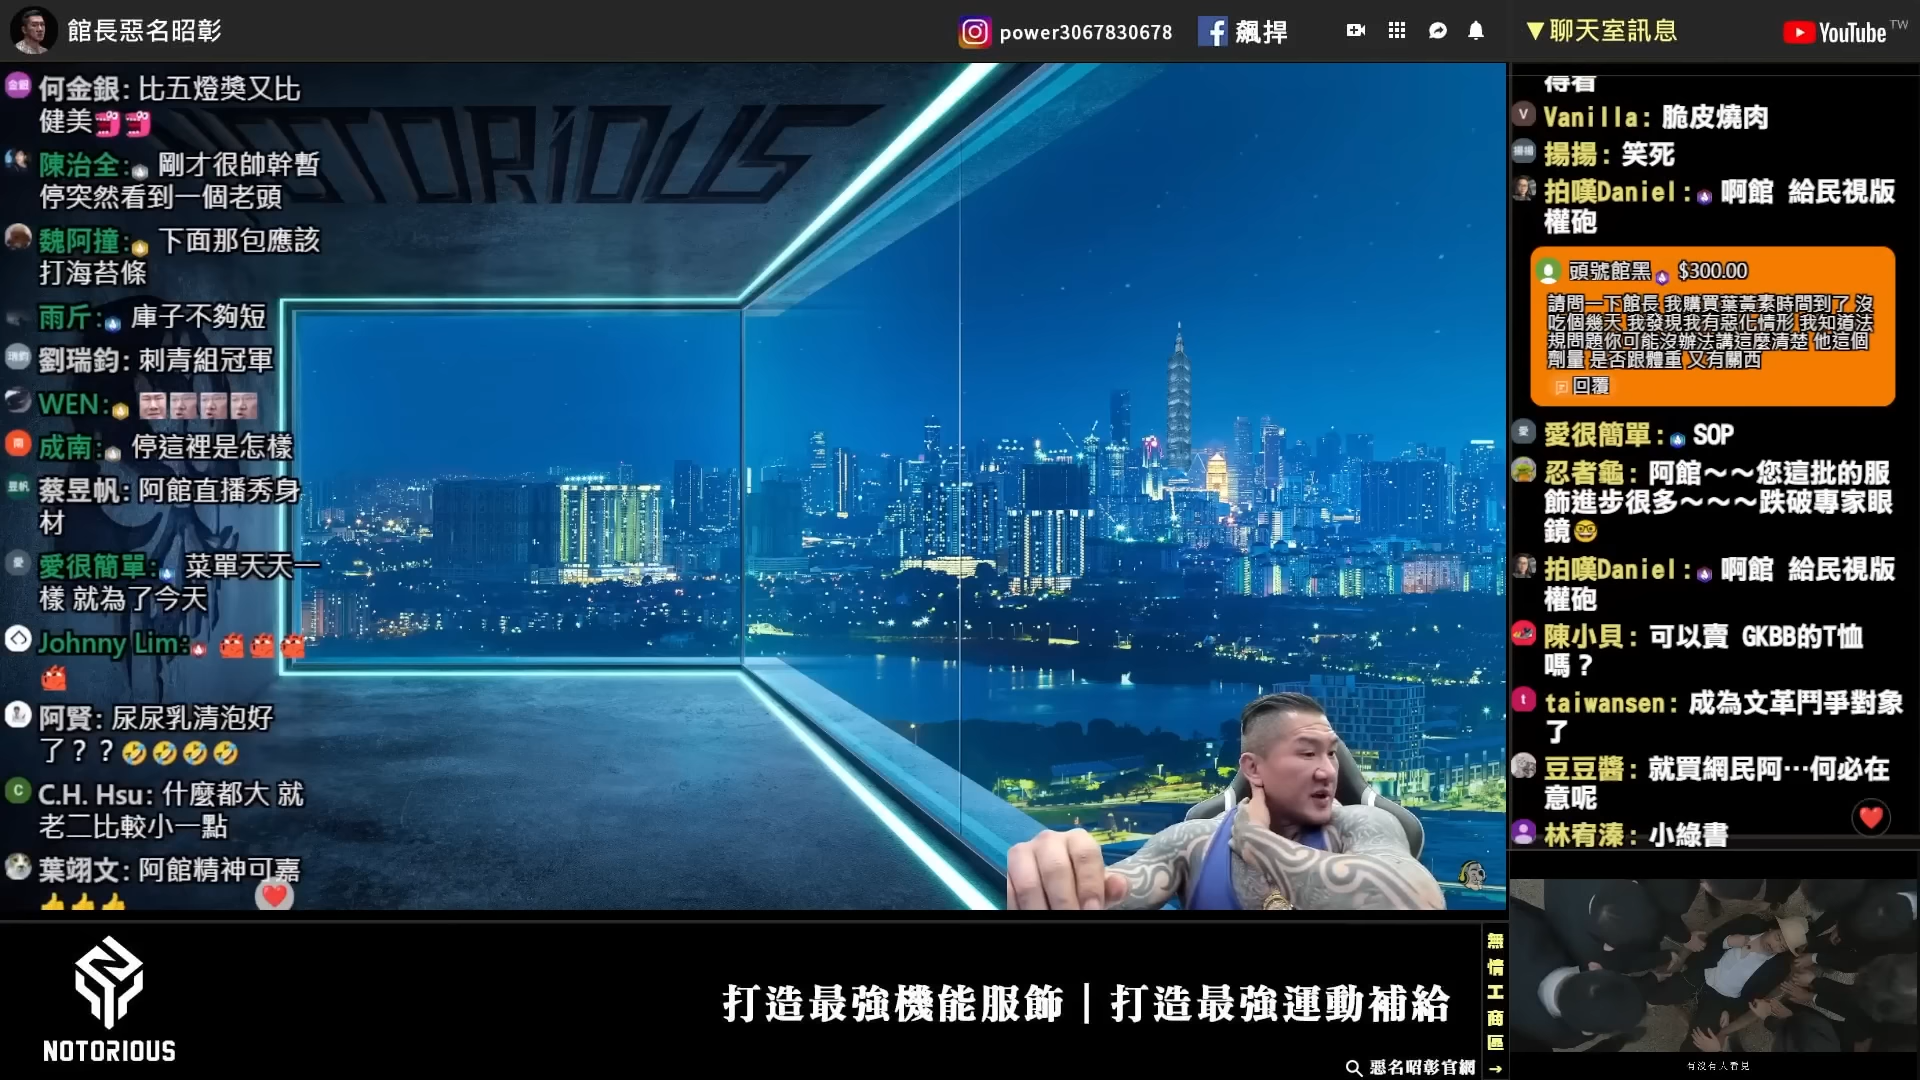 館長惡名昭彰
power3067830678
飆捍
▼聊天室訊息
YouTube TW
NOTORIOUS
何金銀: 比五燈獎又比
健美
陳治全: 剛才很帥幹暫
停突然看到一個老頭
魏阿撞: 下面那包應該
打海苔條
雨斤: 庫子不夠短
劉瑞鈞: 刺青組冠軍
WEN:
成南: 停這裡是怎樣
蔡昱帆: 阿館直播秀身
材
愛很簡單: 菜單天天一
樣 就為了今天
Johnny Lim:
阿賢: 尿尿乳清泡好
了？？🤣🤣🤣🤣
C.H. Hsu: 什麼都大 就
老二比較小一點
葉翊文: 阿館精神可嘉
👍👍👍
得看
Vanilla: 脆皮燒肉
揚揚: 笑死
拍嘆Daniel: 啊館 給民視版
權砲
頭號館黑 $300.00
請問一下館長 我購買葉黃素時間到了 沒
吃個幾天 我發現我有惡化情形 我知道法
規問題你可能沒辦法講這麼清楚 他這個
劑量 是否跟體重 又有關西
回覆
愛很簡單: SOP
忍者龜: 阿館～～您這批的服
飾進步很多～～～跌破專家眼
鏡🤓
拍嘆Daniel: 啊館 給民視版
權砲
陳小貝: 可以賣 GKBB的T恤
嗎？
taiwansen: 成為文革鬥爭對象
了
豆豆醬: 就買網民阿…何必在
意呢
林宥溱: 小綠書
NOTORIOUS
打造最強機能服飾｜打造最強運動補給
惡名昭彰官網
無情工商區→
有沒有人看見